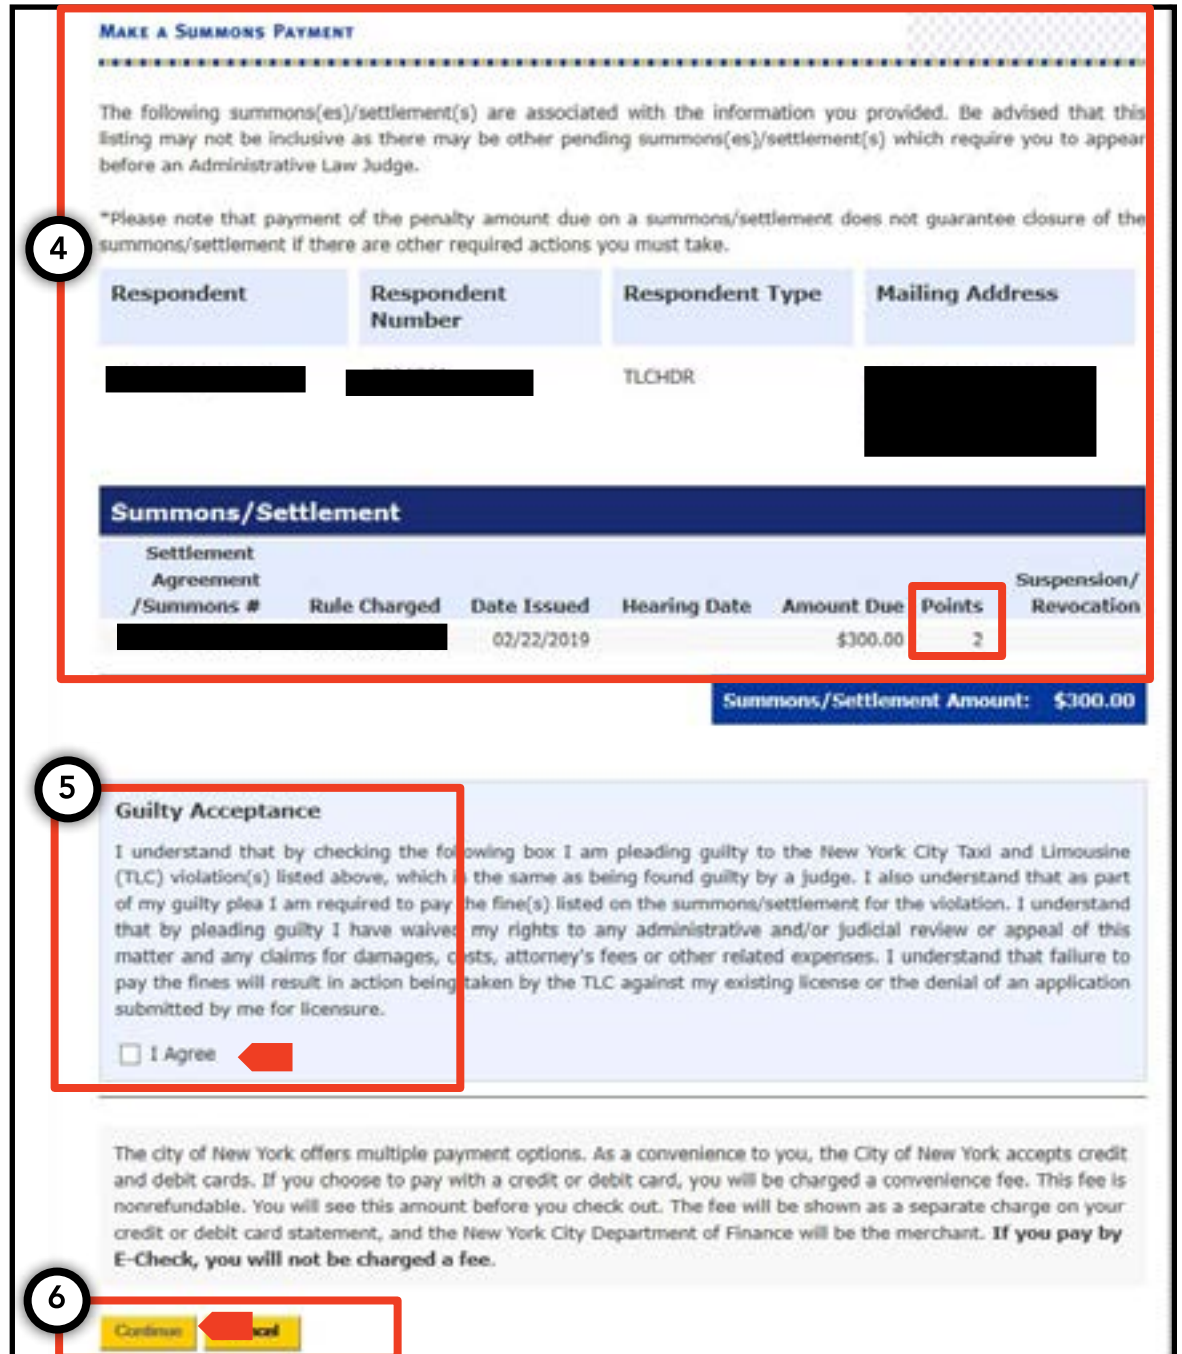 MAKE A SUMMONS PAYMENT
The following summons(es)/settlement(s) are associated with the information you provided. Be advised that this
listing may not be inclusive as there may be other pending summons(es)/settlement(s) which require you to appear
before an Administrative Law Judge.
*Please note that payment of the penalty amount due on a summons/settlement does not guarantee closure of the
4
summons/settlement if there are other required actions you must take.
Respondent Respondent Number Respondent Type Mailing Address
TLCHDR
Summons/Settlement
Settlement Agreement /Summons # Rule Charged Date Issued Hearing Date Amount Due Points Suspension/ Revocation
02/22/2019 $300.00 2
Summons/Settlement Amount: $300.00
5
Guilty Acceptance
I understand that by checking the following box I am pleading guilty to the New York City Taxi and Limousine
(TLC) violation(s) listed above, which is the same as being found guilty by a judge. I also understand that as part
of my guilty plea I am required to pay the fine(s) listed on the summons/settlement for the violation. I understand
that by pleading guilty I have waived my rights to any administrative and/or judicial review or appeal of this
matter and any claims for damages, costs, attorney's fees or other related expenses. I understand that failure to
pay the fines will result in action being taken by the TLC against my existing license or the denial of an application
submitted by me for licensure.
I Agree
The city of New York offers multiple payment options. As a convenience to you, the City of New York accepts credit
and debit cards. If you choose to pay with a credit or debit card, you will be charged a convenience fee. This fee is
nonrefundable. You will see this amount before you check out. The fee will be shown as a separate charge on your
credit or debit card statement, and the New York City Department of Finance will be the merchant. If you pay by
E-Check, you will not be charged a fee.
6
Continue